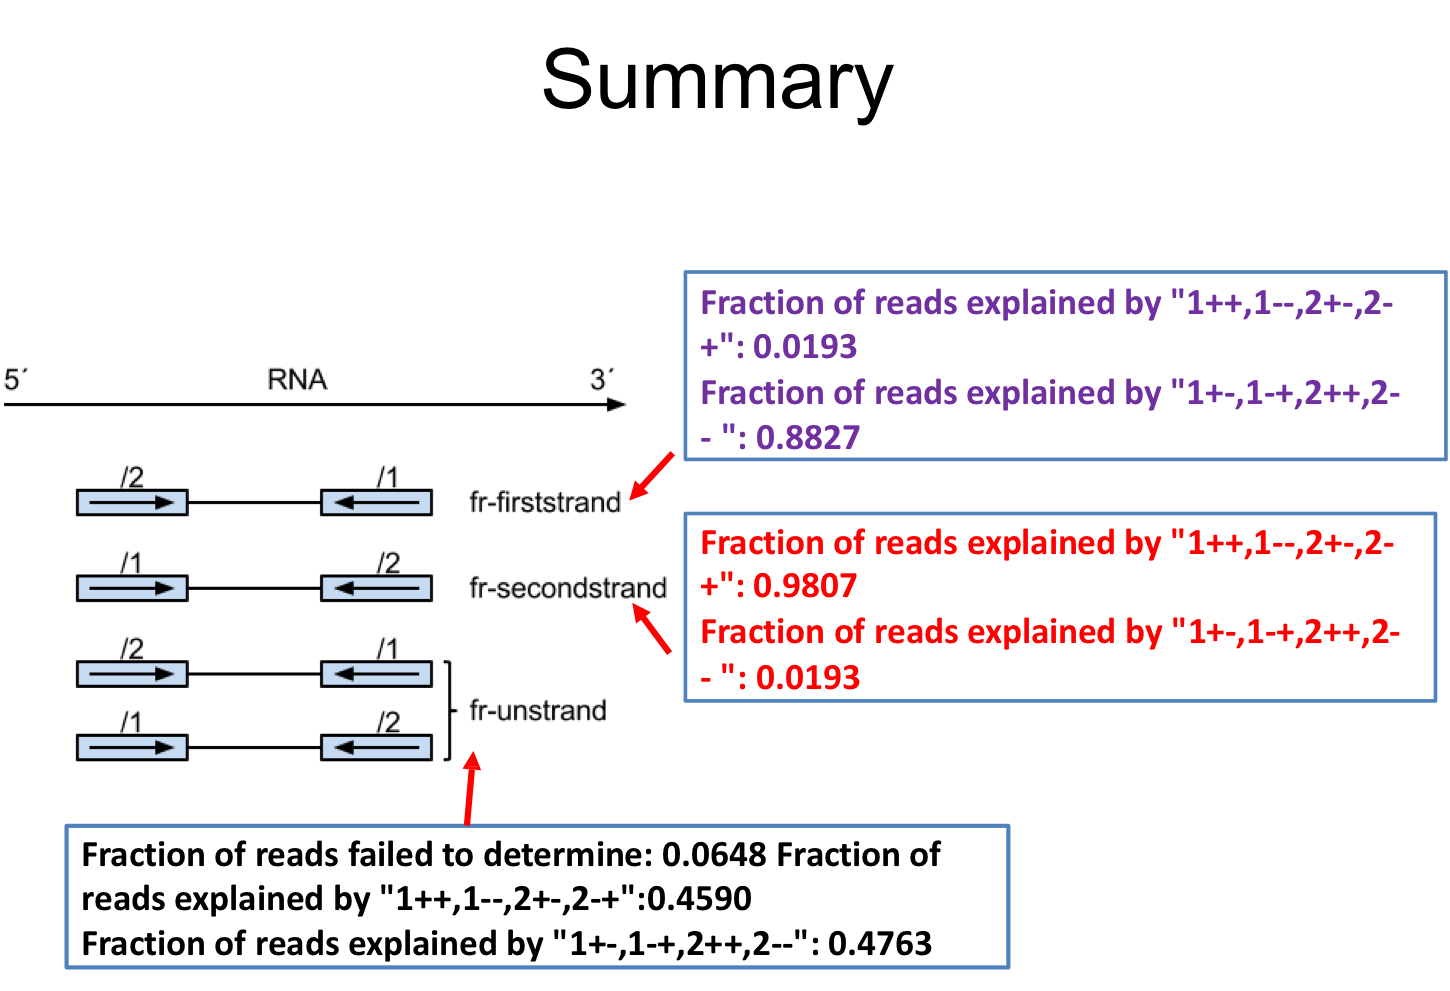 Summary
Fraction of reads explained by "1++,1--,2+-,2-
+": 0.0193
Fraction of reads explained by "1+-,1-+,2++,2-
- ": 0.8827
5´ RNA 3´
/2 /1
fr-firststrand
Fraction of reads explained by "1++,1--,2+-,2-
+": 0.9807
Fraction of reads explained by "1+-,1-+,2++,2-
- ": 0.0193
/1 /2
fr-secondstrand
/2 /1
fr-unstrand
/1 /2
Fraction of reads failed to determine: 0.0648 Fraction of
reads explained by "1++,1--,2+-,2-+":0.4590
Fraction of reads explained by "1+-,1-+,2++,2--": 0.4763